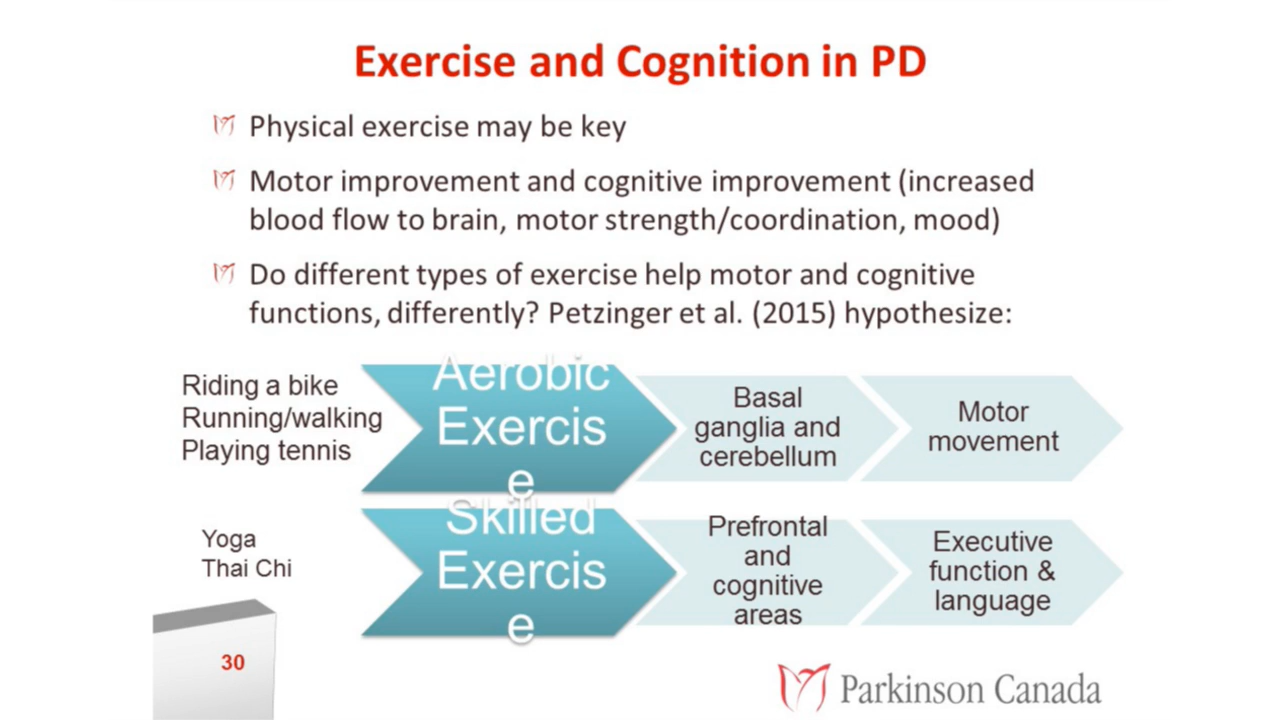 Exercise and Cognition in PD
Physical exercise may be key
Motor improvement and cognitive improvement (increased
blood flow to brain, motor strength/coordination, mood)
Do different types of exercise help motor and cognitive
functions, differently? Petzinger et al. (2015) hypothesize:
Riding a bike
Running/walking
Playing tennis
Aerobic
Exercis
e
Basal
ganglia and
cerebellum
Motor
movement
Yoga
Thai Chi
Skilled
Exercis
e
Prefrontal
and
cognitive
areas
Executive
function &
language
30
Parkinson Canada